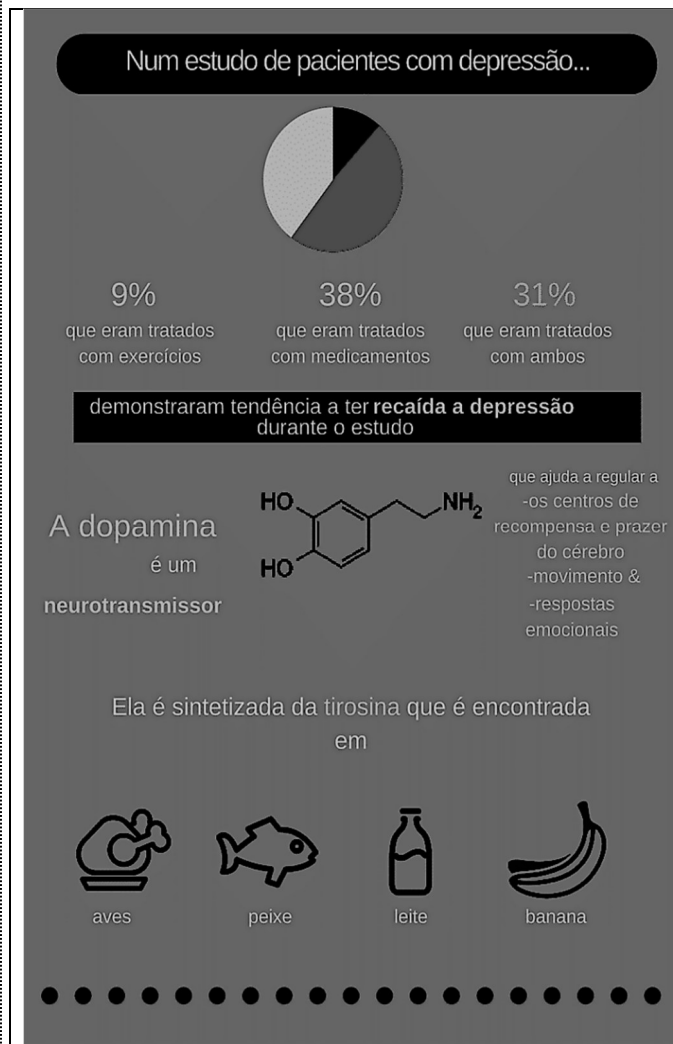 Num estudo de pacientes com depressão...
9%
que eram tratados
com exercícios
38%
que eram tratados
com medicamentos
31%
que eram tratados
com ambos
demonstraram tendência a ter recaída a depressão
durante o estudo
A dopamina
é um
neurotransmissor
HO
HO
NH2
que ajuda a regular a
-os centros de
recompensa e prazer
do cérebro
-movimento &
-respostas
emocionais
Ela é sintetizada da tirosina que é encontrada
em
aves
peixe
leite
banana